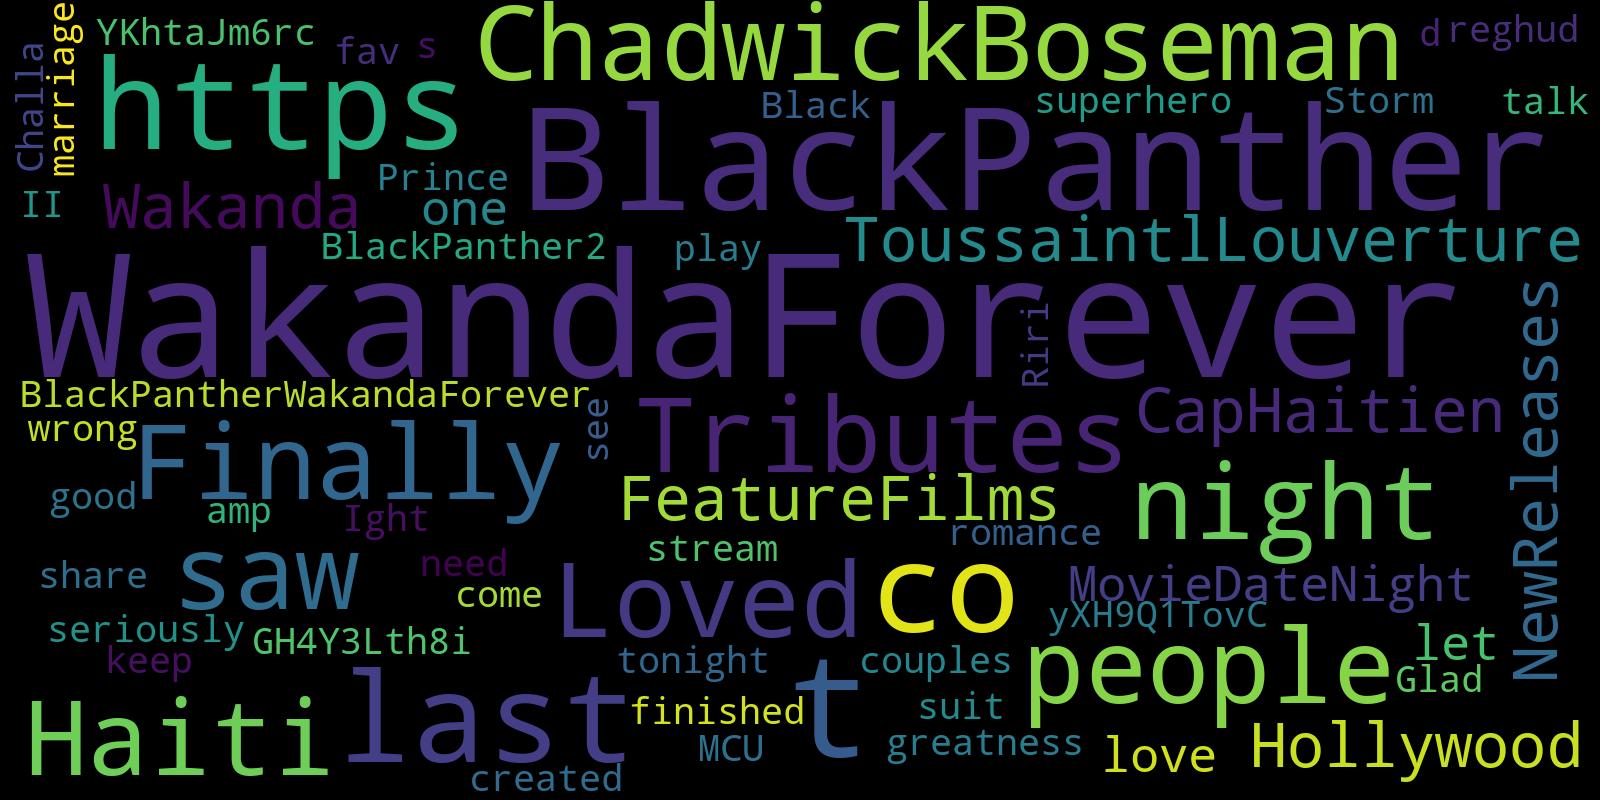 Challa
marriage
YKhtaJm6rc
fav
s
ChadwickBoseman
d
reghud
https
Black
superhero
Storm
talk
BlackPanther
II
Wakanda
Prince
one
BlackPanther2
play
ToussaintlLouverture
WakandaForever
Riri
NewReleases
BlackPantherWakandaForever
wrong
Finally
see
Tributes
CapHaitien
good
amp
Ight
FeatureFilms
night
romance
stream
share
saw
need
come
Loved
co
MovieDateNight
yXH9Q1TovC
seriously
GH4Y3Lth8i
keep
tonight
couples
people
let
Glad
Haiti
last
finished
t
suit
MCU
greatness
love
Hollywood
created